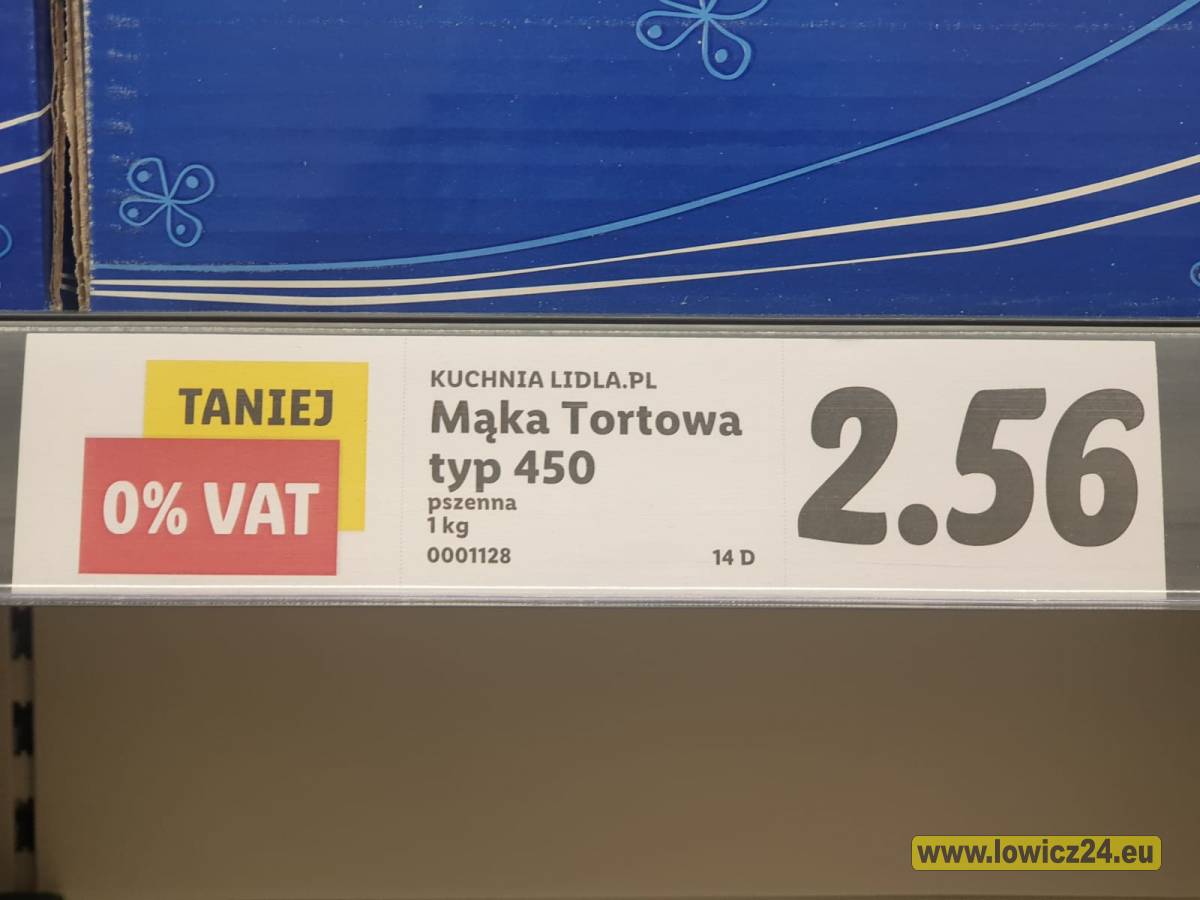 TANIEJ
0% VAT
KUCHNIA LIDLA.PL
Mąka Tortowa
typ 450
pszenna
1 kg
0001128
14 D
2.56
www.lowicz24.eu